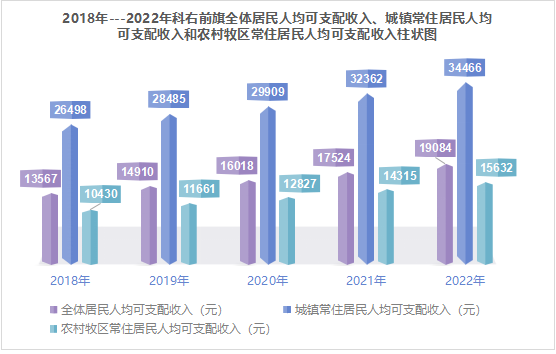 2018年---2022年科右前旗全体居民人均可支配收入、城镇常住居民人均
可支配收入和农村牧区常住居民人均可支配收入柱状图
13567 26498 10430
14910 28485 11661
16018 29909 12827
17524 32362 14315
19084 34466 15632
2018年 2019年 2020年 2021年 2022年
全体居民人均可支配收入（元） 城镇常住居民人均可支配收入（元）
农村牧区常住居民人均可支配收入（元）